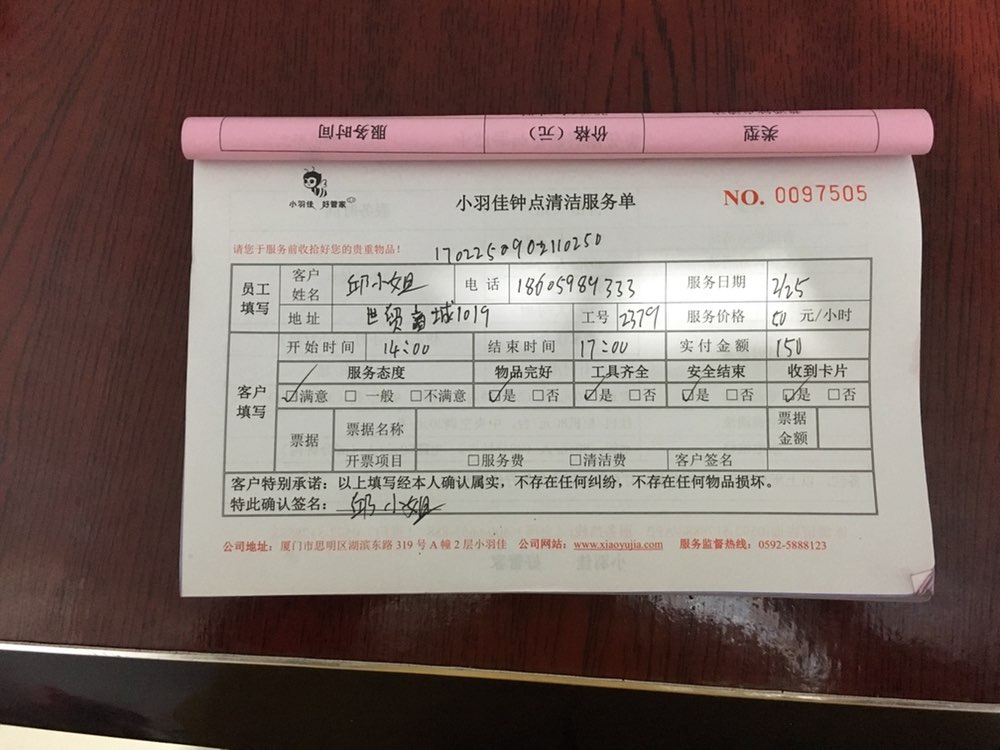 服务时间 价格（元） 类型
小羽佳 好管家
小羽佳钟点清洁服务单
NO. 0097505
请您于服务前收拾好您的贵重物品！
员工填写 客户姓名 邱小姐 电话 18605984333 服务日期 2/25
地址 世贸商城1019 工号 2379 服务价格 50 元/小时
客户填写 开始时间 14:00 结束时间 17:00 实付金额 150
服务态度 物品完好 工具齐全 安全结束 收到卡片
☑满意 □ 一般 □不满意 ☑是 □否 ☑是 □否 ☑是 □否 ☑是 □否
票据 票据名称 票据金额
开票项目 □服务费 □清洁费 客户签名
客户特别承诺：以上填写经本人确认属实，不存在任何纠纷，不存在任何物品损坏。
特此确认签名： 邱小姐
公司地址：厦门市思明区湖滨东路 319 号 A 幢 2 层小羽佳 公司网站：www.xiaoyujia.com 服务监督热线：0592-5888123